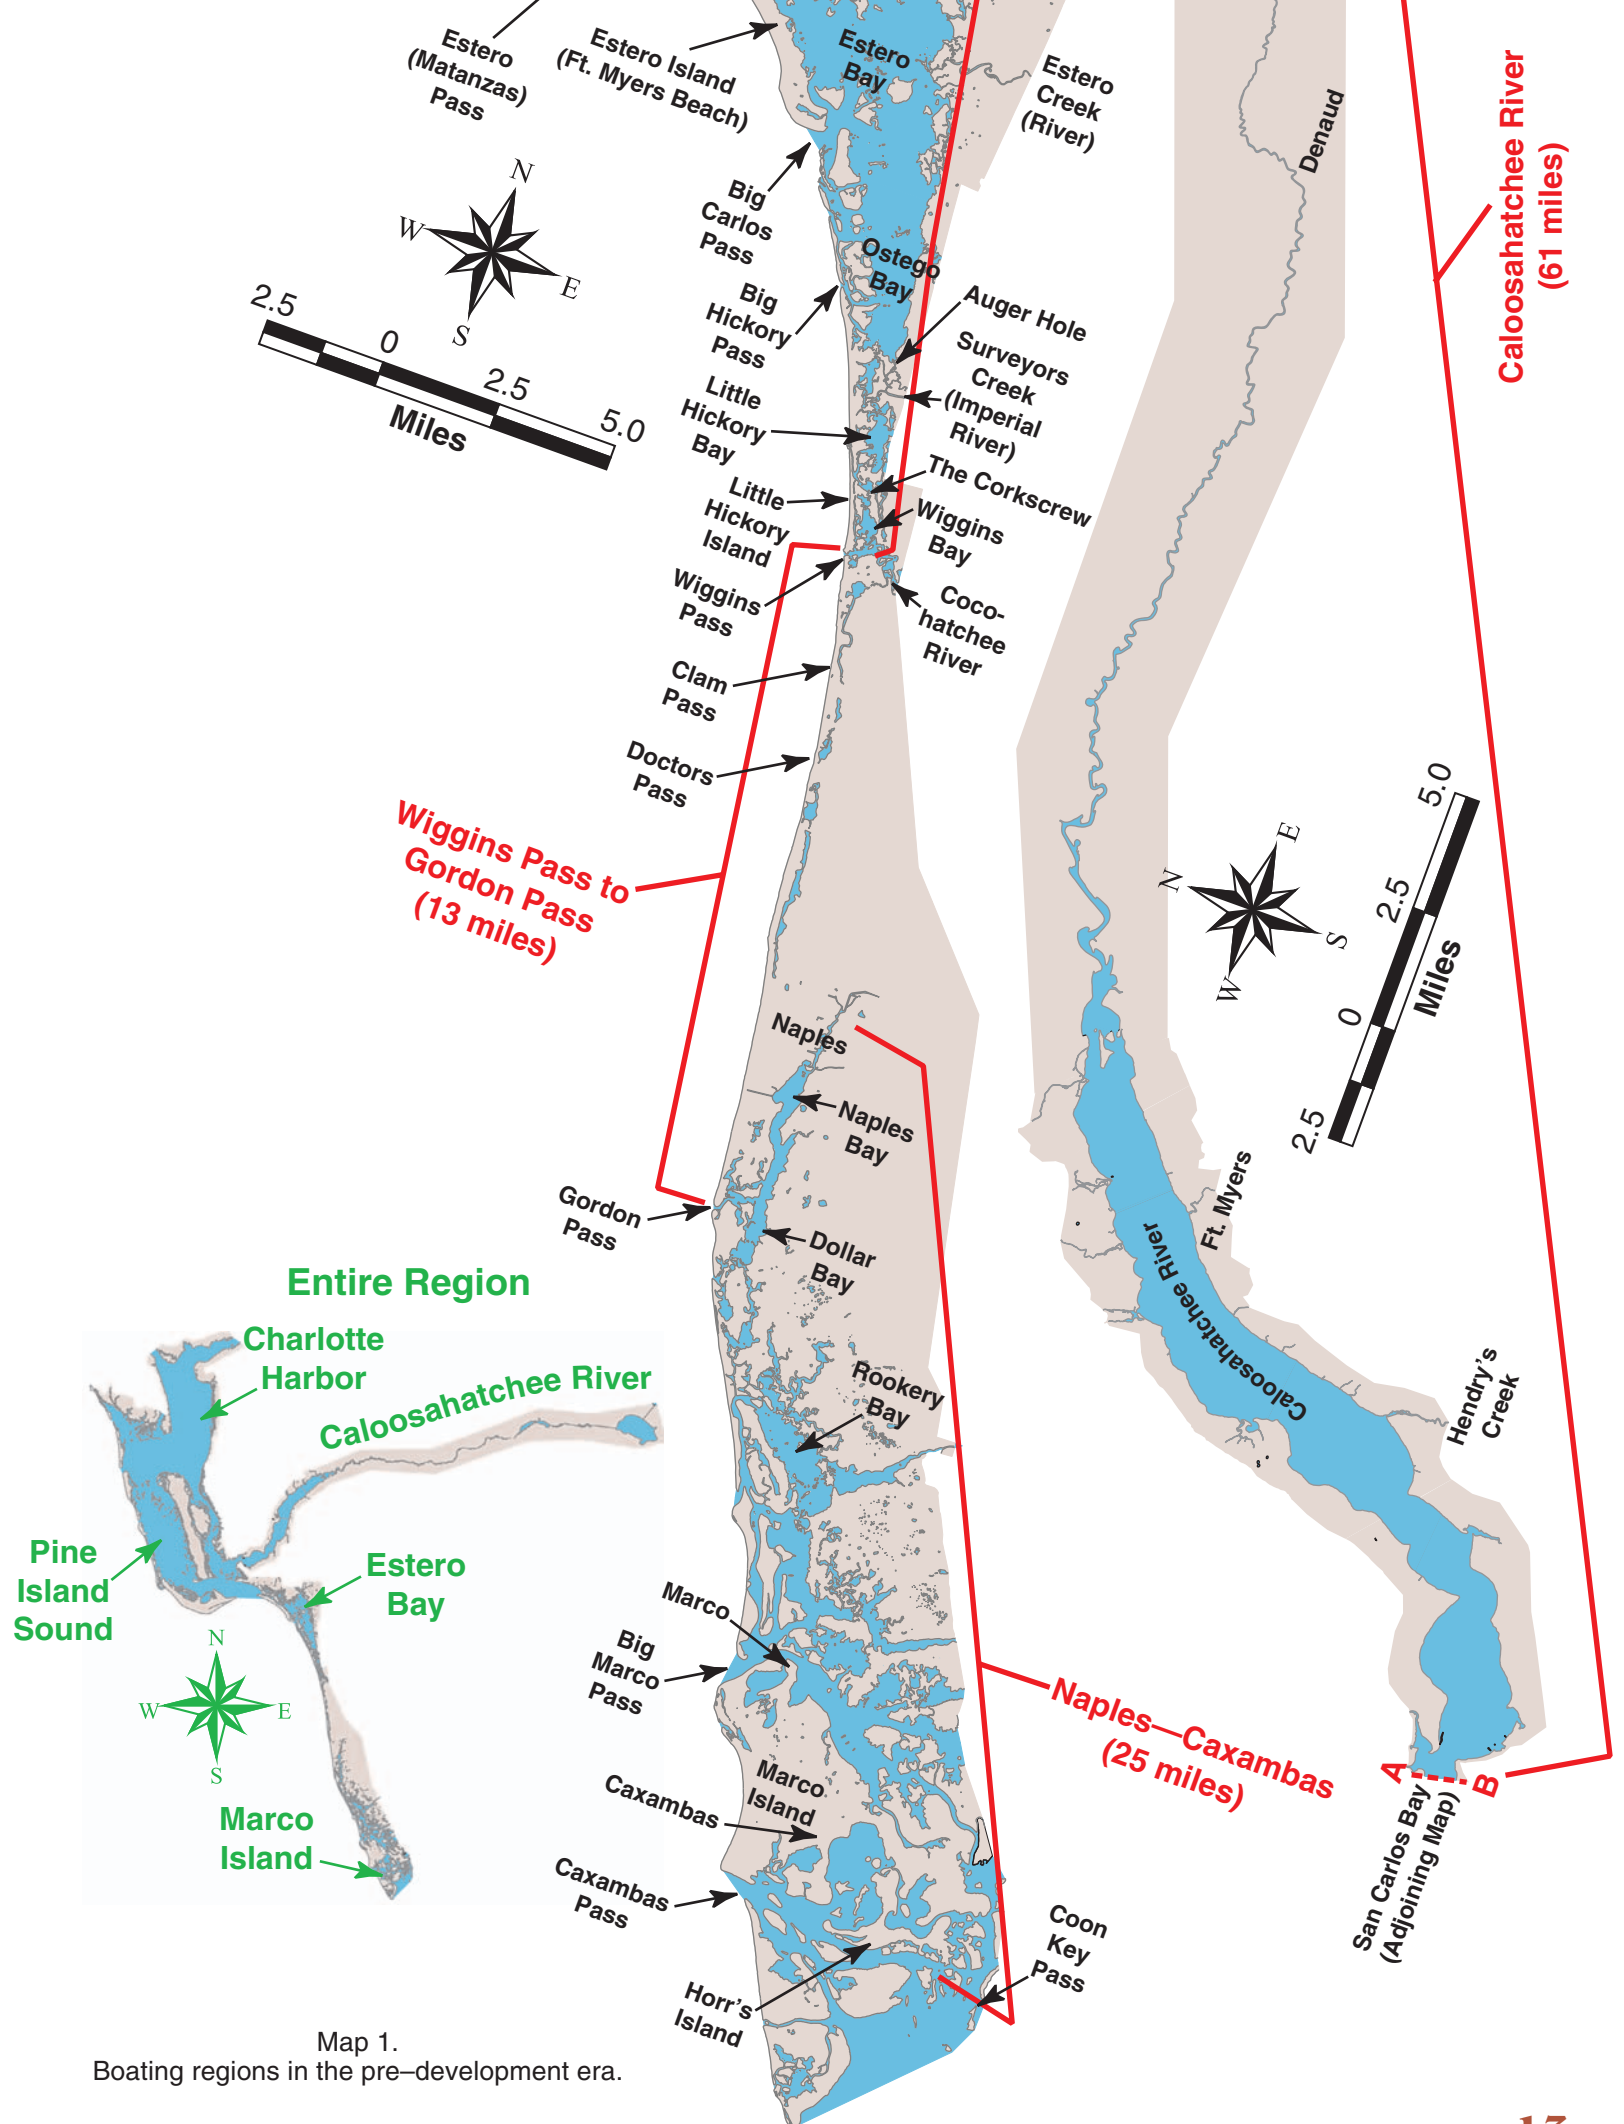 Estero
(Matanzas)
Pass
Estero Island
(Ft. Myers Beach)
Estero
Bay
Estero
Creek
(River)
Denaud
Caloosahatchee River
(61 miles)
N
W
E
S
2.5
0
2.5
5.0
Miles
Big
Carlos
Pass
Ostego
Bay
Big
Hickory
Pass
Auger Hole
Surveyors
Creek
(Imperial
River)
Little
Hickory
Bay
The Corkscrew
Little
Hickory
Island
Wiggins
Bay
Wiggins
Pass
Coco-
hatchee
River
Clam
Pass
Doctors
Pass
Wiggins Pass to
Gordon Pass
(13 miles)
N
E
S
W
5.0
2.5
0
2.5
Miles
Naples
Naples
Bay
Gordon
Pass
Dollar
Bay
Ft. Myers
Caloosahatchee River
Hendry's
Creek
Rookery
Bay
Entire Region
Charlotte
Harbor
Caloosahatchee River
Pine
Island
Sound
Estero
Bay
N
W
E
S
Marco
Island
Marco
Big
Marco
Pass
Naples—Caxambas
(25 miles)
Marco
Island
Caxambas
Caxambas
Pass
A
B
San Carlos Bay
(Adjoining Map)
Coon
Key
Pass
Horr's
Island
Map 1.
Boating regions in the pre–development era.